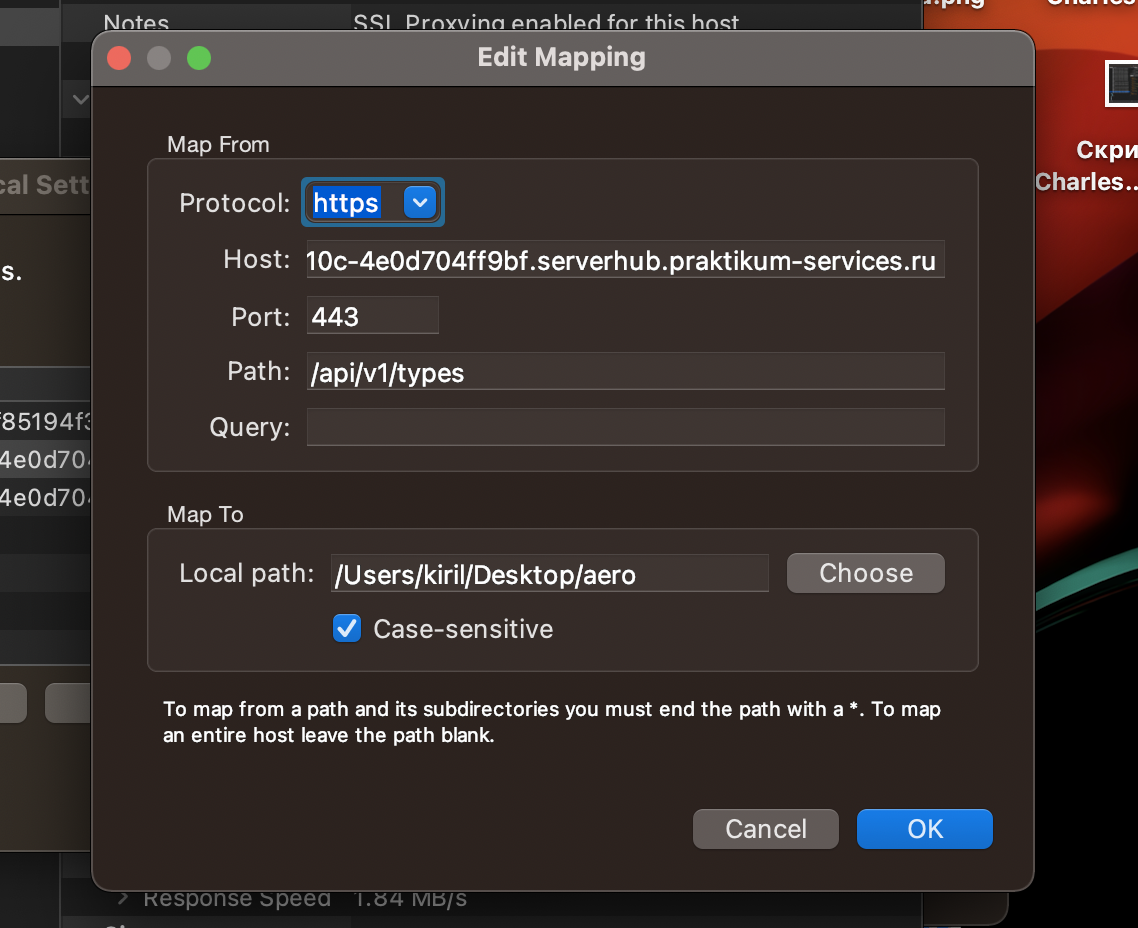 Notes SSL Proxying enabled for this host
.png
Edit Mapping
Map From
Protocol: https
Host: 10c-4e0d704ff9bf.serverhub.praktikum-services.ru
Port: 443
Path: /api/v1/types
Query:
Map To
Local path: /Users/kiril/Desktop/aero Choose
Case-sensitive
To map from a path and its subdirectories you must end the path with a *. To map
an entire host leave the path blank.
Cancel OK
cal Sett
s.
f85194f3
4e0d704
4e0d704
Скри
Charles...
Response Speed 1.84 MB/s